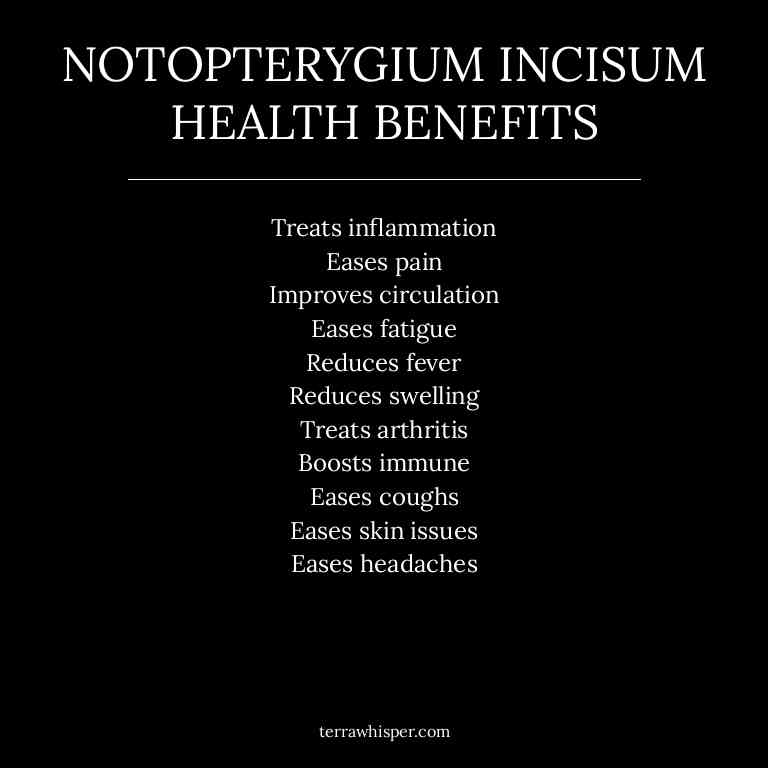 NOTOPTERYGIUM INCISUM
HEALTH BENEFITS
Treats inflammation
Eases pain
Improves circulation
Eases fatigue
Reduces fever
Reduces swelling
Treats arthritis
Boosts immune
Eases coughs
Eases skin issues
Eases headaches
terrawhisper.com